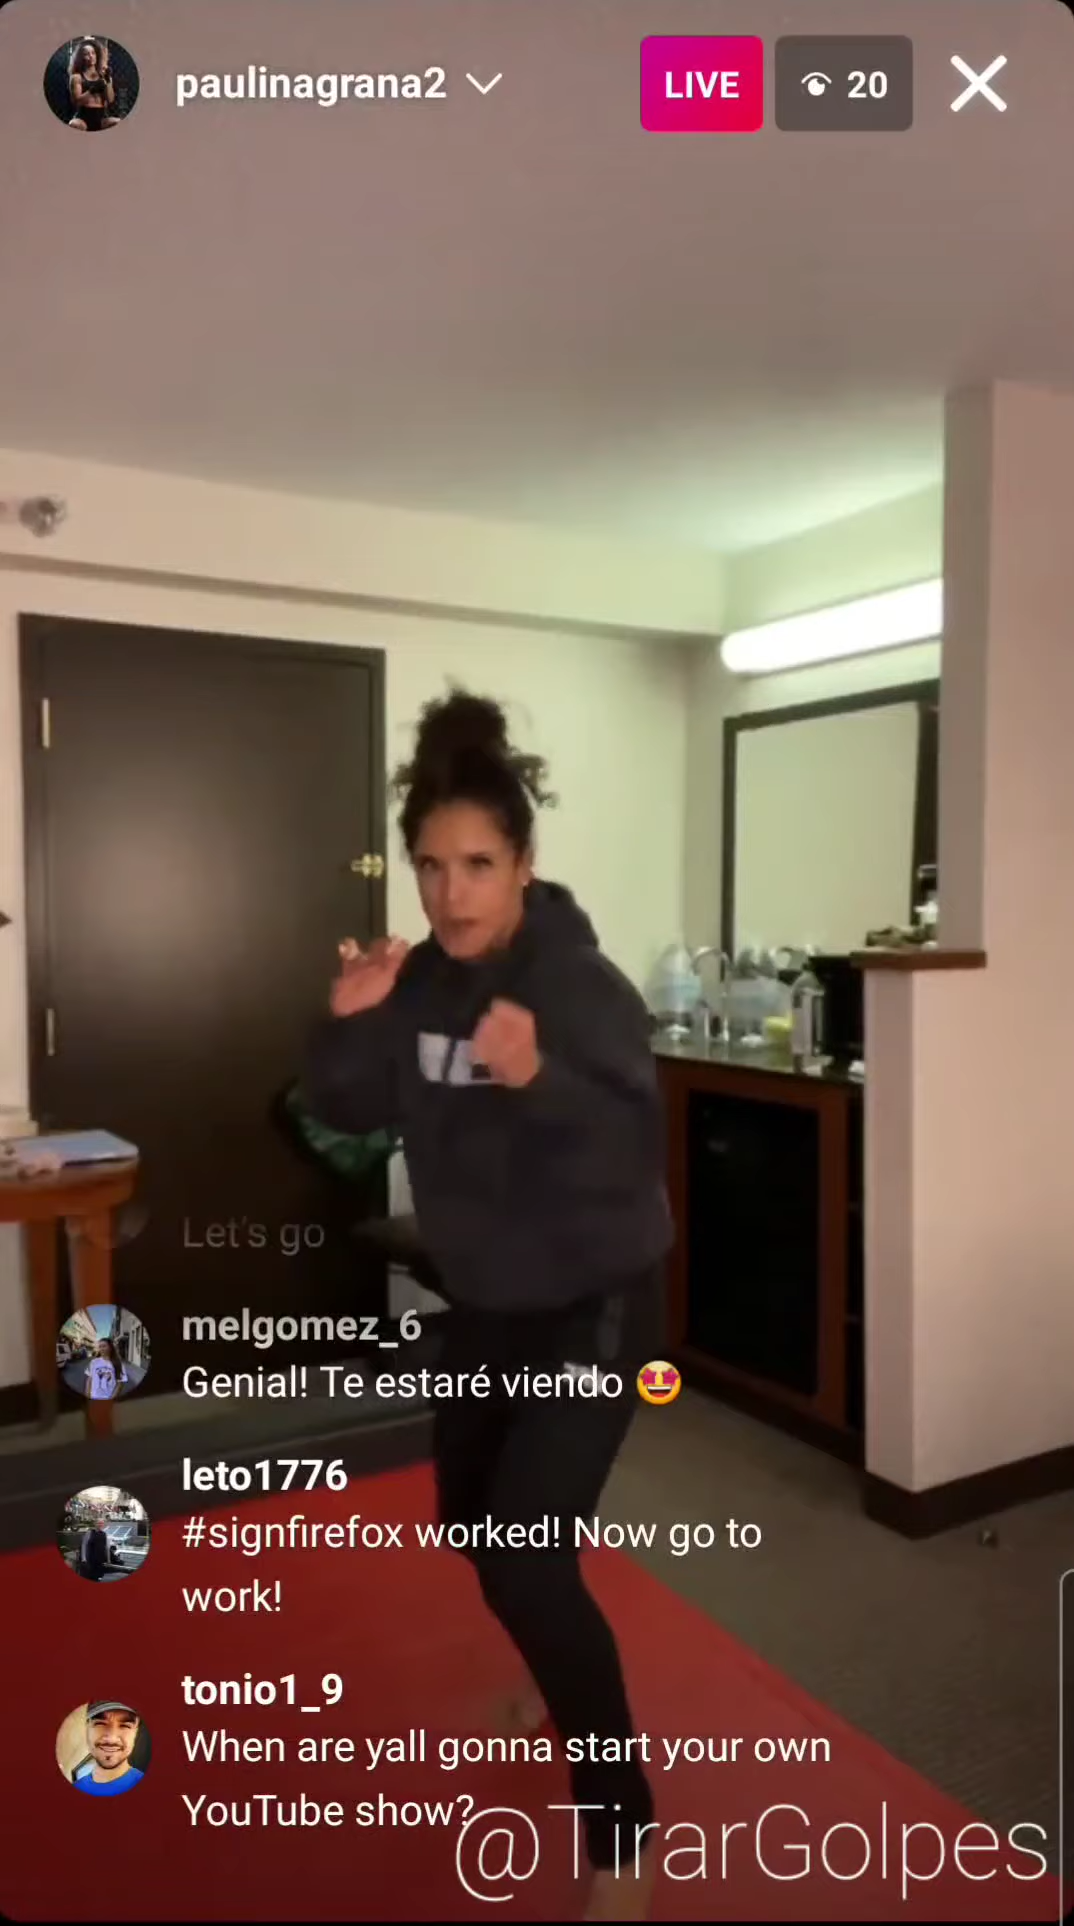 paulinagrana2
LIVE
20
Let's go
melgomez_6
Genial! Te estaré viendo 🤩
leto1776
#signfirefox worked! Now go to
work!
tonio1_9
When are yall gonna start your own
YouTube show?
@TirarGolpes